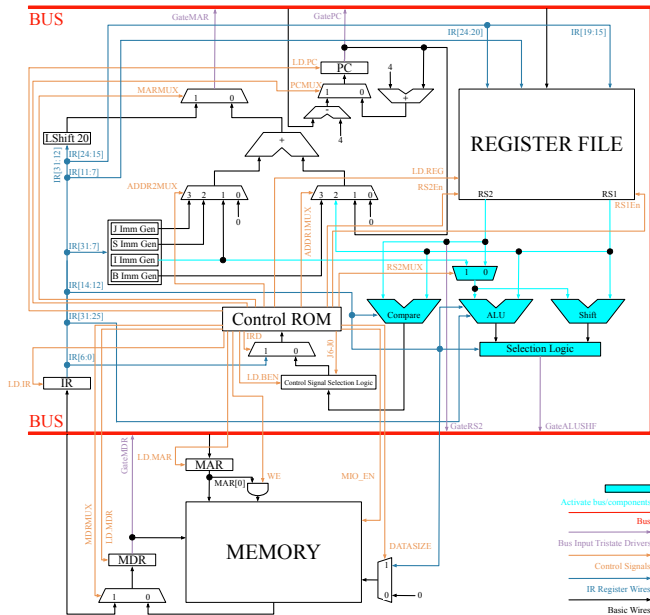 BUS
GateMAR
GatePC
IR[24:20]
IR[19:15]
LD.PC
PC
4
MARMUX
1 0
PCMUX
1 0
+
-
4
LShift 20
IR[31:12]
IR[24:15]
IR[11:7]
+
REGISTER FILE
LD.REG
RS2En
RS2
RS1
RS1En
ADDR2MUX
3 2 1 0
0
ADDR1MUX
3 2 1 0
0
J Imm Gen
S Imm Gen
I Imm Gen
B Imm Gen
IR[31:7]
IR[14:12]
IR[31:25]
RS2MUX
1 0
Compare
ALU
Shift
Control ROM
Selection Logic
IRD
1 0
J6-J0
IR[6:0]
LD.BEN
Control Signal Selection Logic
LD.IR
IR
BUS
GateRS2
GateALUSHF
GateMDR
LD.MAR
MAR
MAR[0]
WE
MIO_EN
MDRMUX
LD.MDR
MDR
MEMORY
DATASIZE
1
0
0
1 0
Activate bus/components
Bus
Bus Input Tristate Drivers
Control Signals
IR Register Wires
Basic Wires